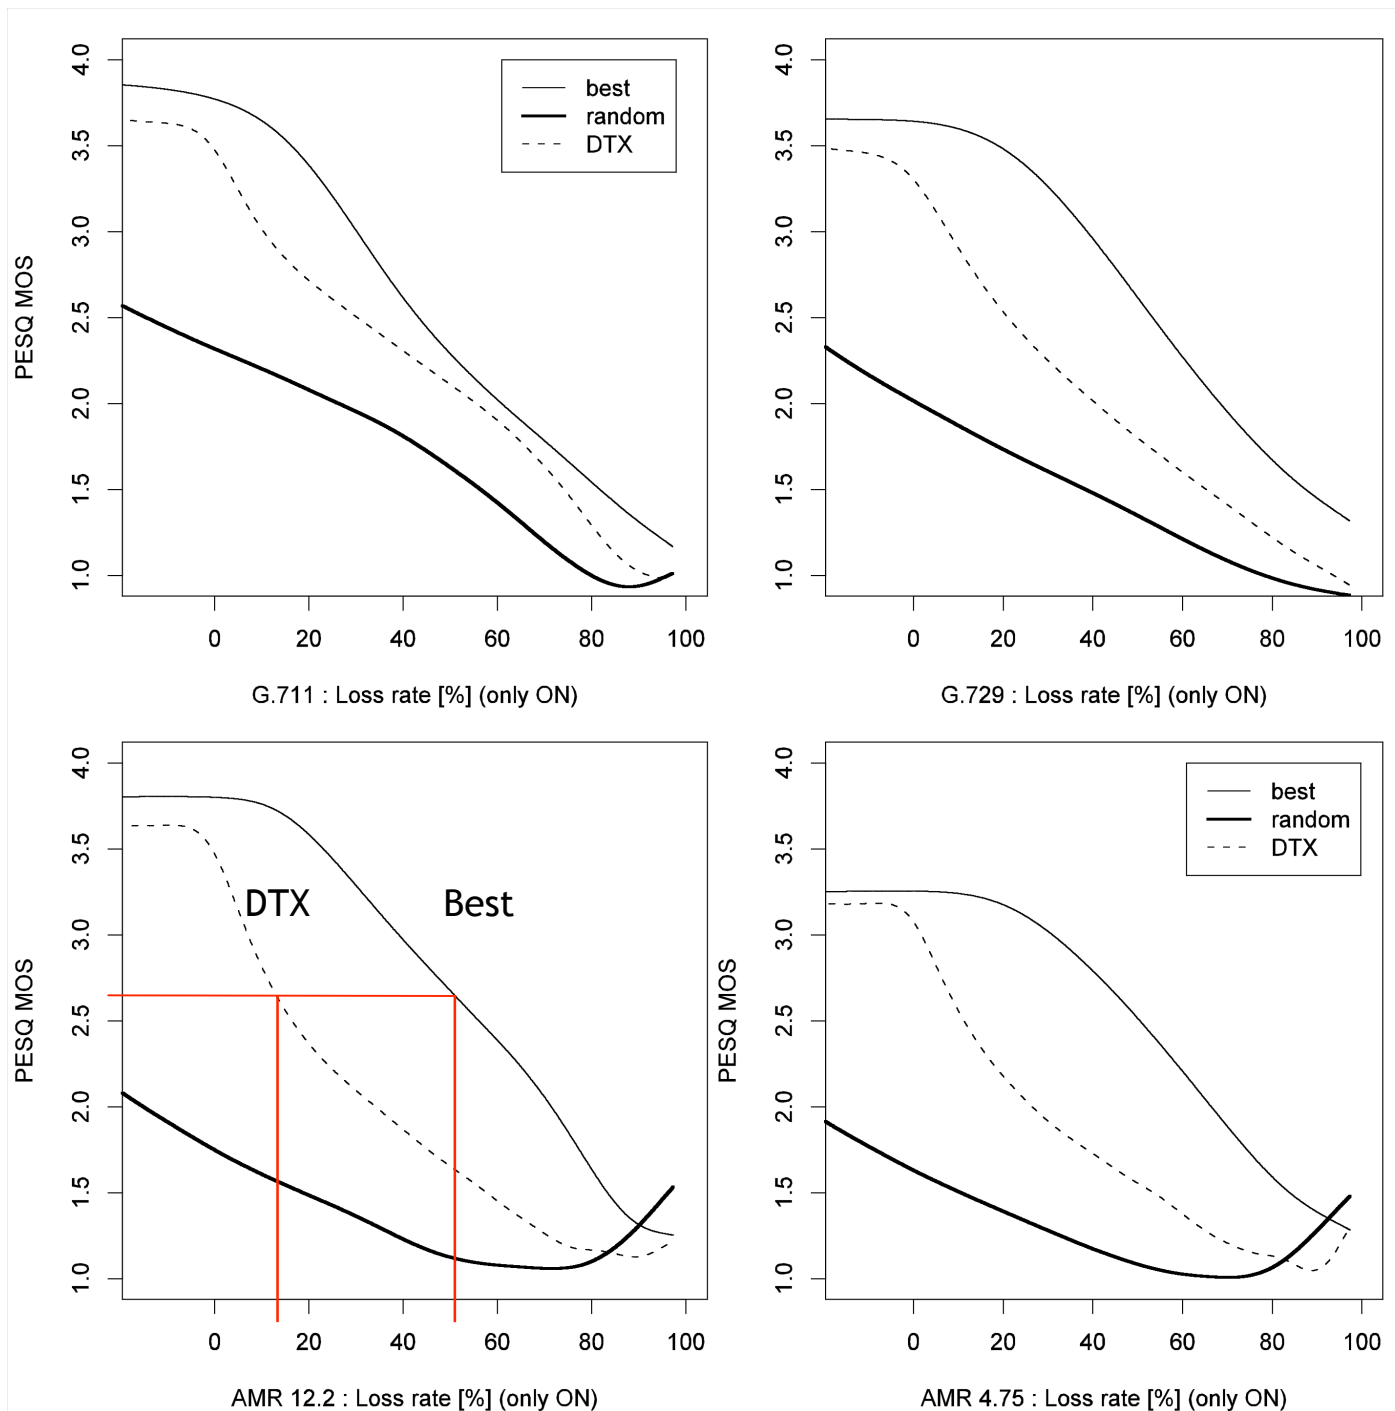 best
random
DTX
PESQ MOS
4.0
3.5
3.0
2.5
2.0
1.5
1.0
0 20 40 60 80 100
G.711 : Loss rate [%] (only ON)
4.0
3.5
3.0
2.5
2.0
1.5
1.0
0 20 40 60 80 100
G.729 : Loss rate [%] (only ON)
DTX
Best
PESQ MOS
4.0
3.5
3.0
2.5
2.0
1.5
1.0
0 20 40 60 80 100
AMR 12.2 : Loss rate [%] (only ON)
best
random
DTX
PESQ MOS
4.0
3.5
3.0
2.5
2.0
1.5
1.0
0 20 40 60 80 100
AMR 4.75 : Loss rate [%] (only ON)